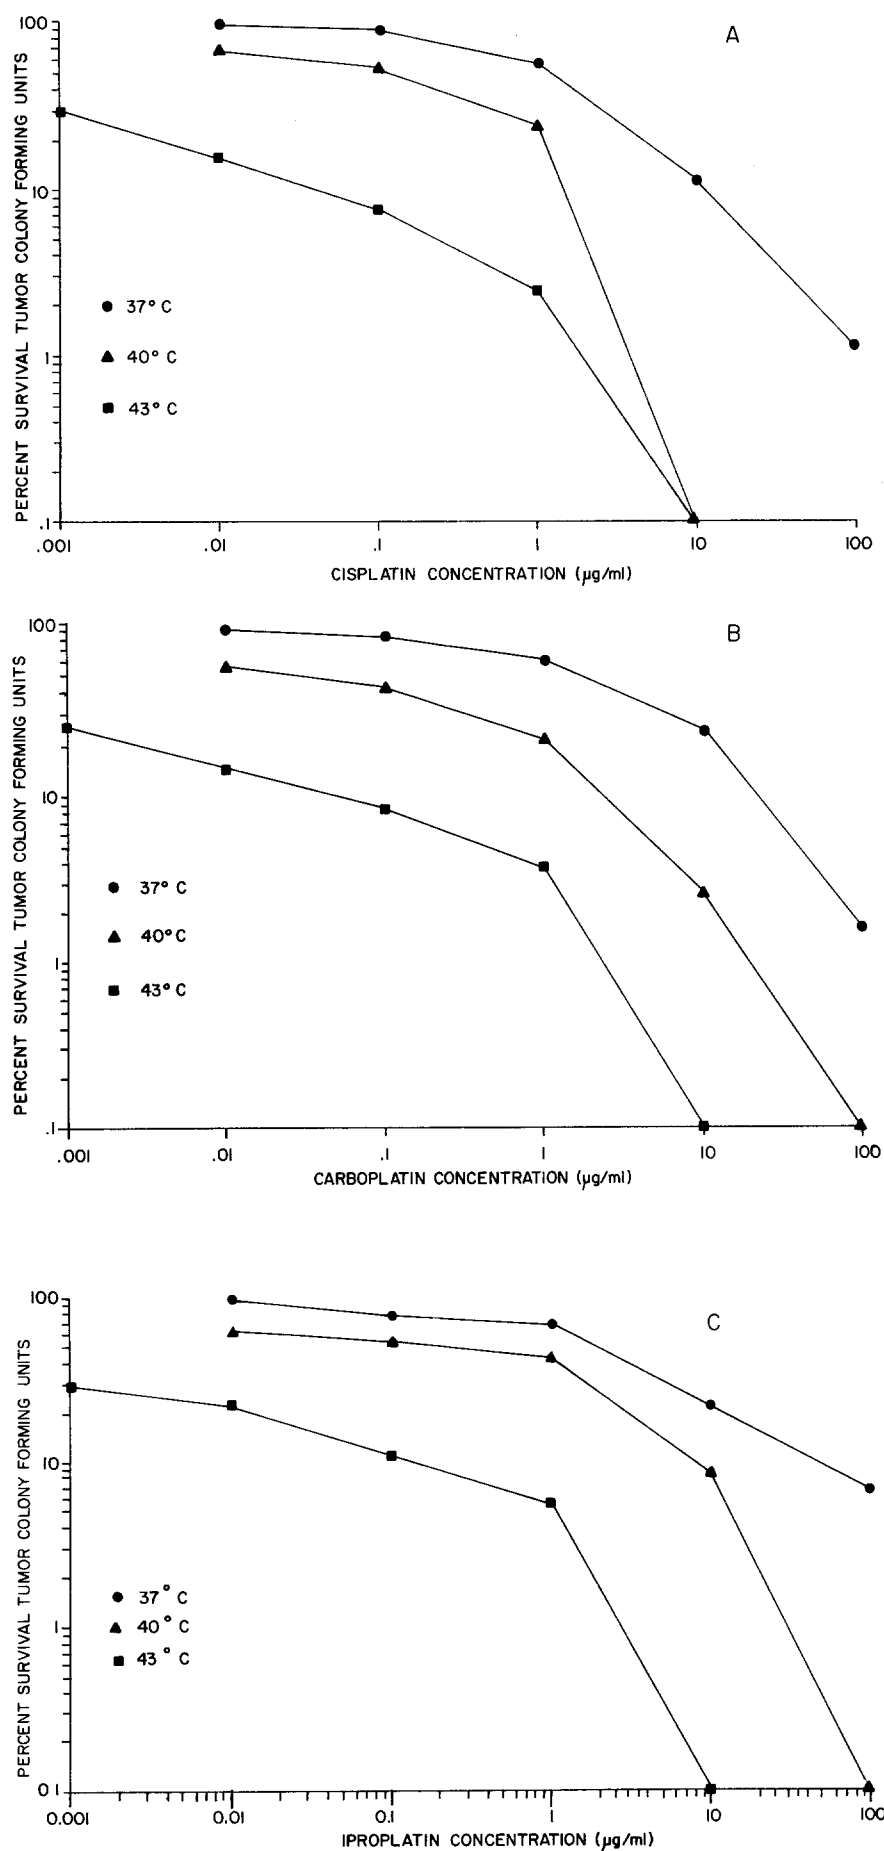 A
PERCENT SURVIVAL TUMOR COLONY FORMING UNITS
100
10
1
.1
37° C
40° C
43° C
.001 .01 .1 1 10 100
CISPLATIN CONCENTRATION (µg/ml)
B
PERCENT SURVIVAL TUMOR COLONY FORMING UNITS
100
10
1
.1
37° C
40° C
43° C
.001 .01 .1 1 10 100
CARBOPLATIN CONCENTRATION (µg/ml)
C
PERCENT SURVIVAL TUMOR COLONY FORMING UNITS
100
10
1
0 1
37° C
40° C
43° C
0.001 0.01 0.1 1 10 100
IPROPLATIN CONCENTRATION (µg/ml)